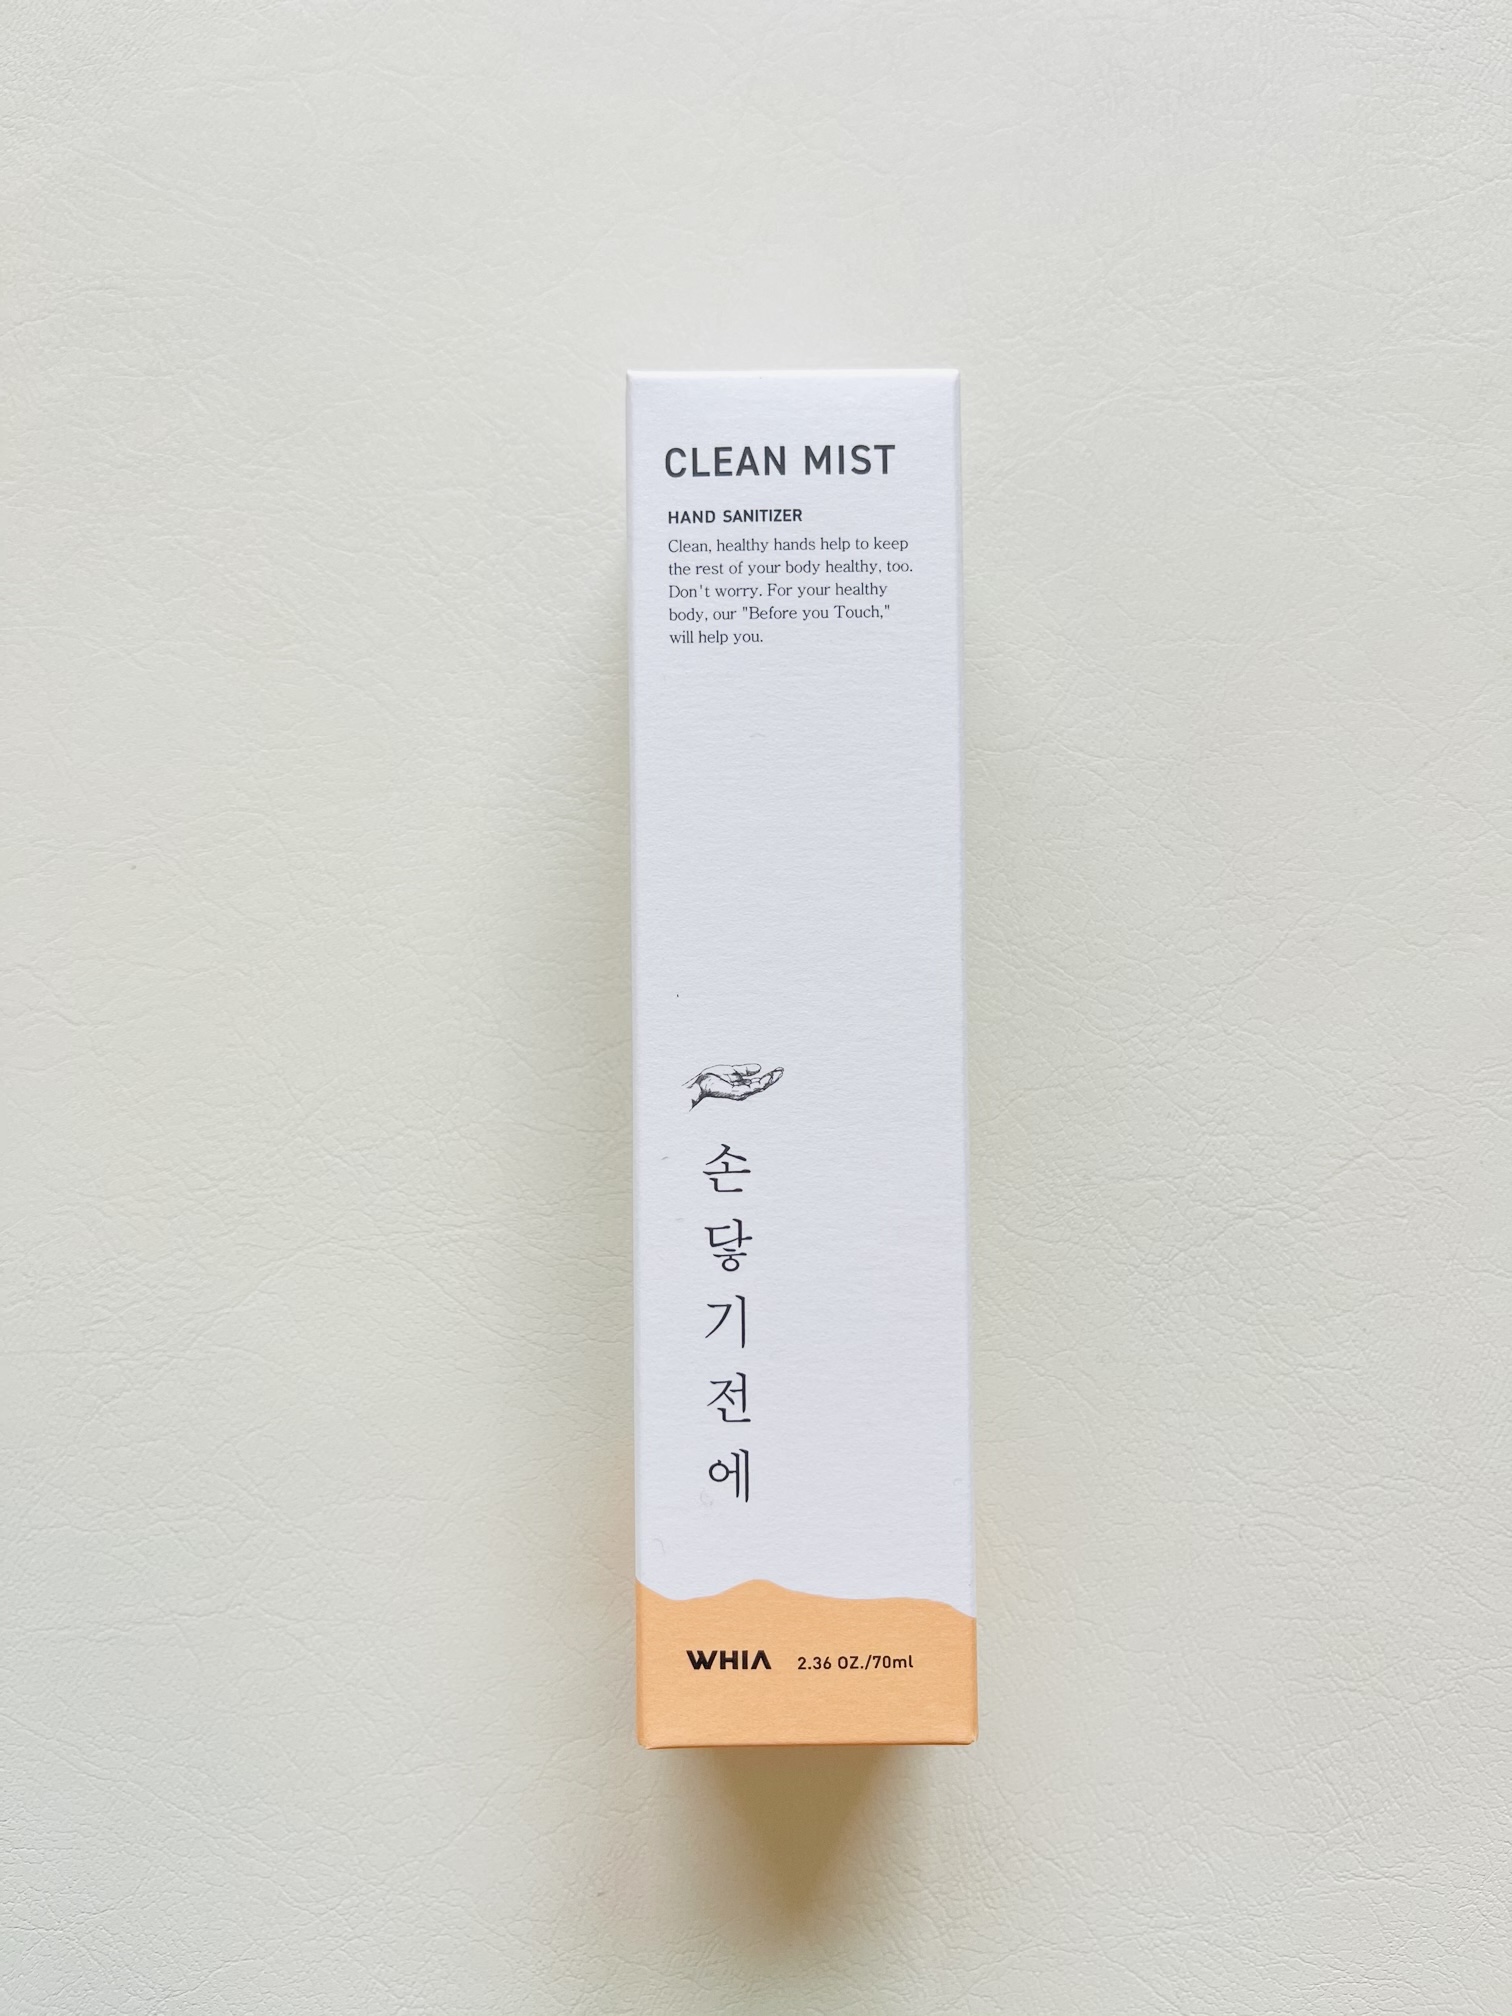 CLEAN MIST
HAND SANITIZER
Clean, healthy hands help to keep
the rest of your body healthy, too.
Don't worry. For your healthy
body, our "Before you Touch,"
will help you.
손
닿
기
전
에
WHIA 2.36 OZ./70ml